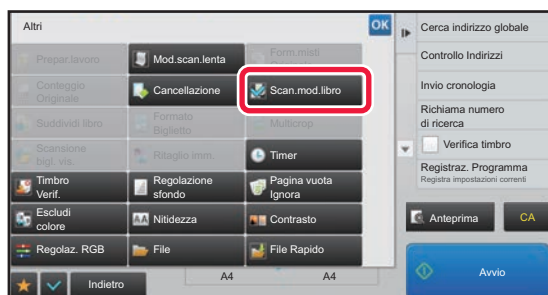 Altri
OK
Prepar.lavoro
Mod.scan.lenta
Form.misti
Originale
Conteggio
Originale
Cancellazione
Scan.mod.libro
Suddividi libro
Formato
Biglietto
Multicrop
Scansione
bigl. vis.
Ritaglio imm.
Timer
Timbro
Verif.
Regolazione
sfondo
Pagina vuota
Ignora
Escludi
colore
Nitidezza
Contrasto
Regolaz. RGB
File
File Rapido
Indietro
A4
A4
Cerca indirizzo globale
Controllo Indirizzi
Invio cronologia
Richiama numero
di ricerca
Verifica timbro
Registraz. Programma
Registra impostazioni correnti
Anteprima
CA
Avvio